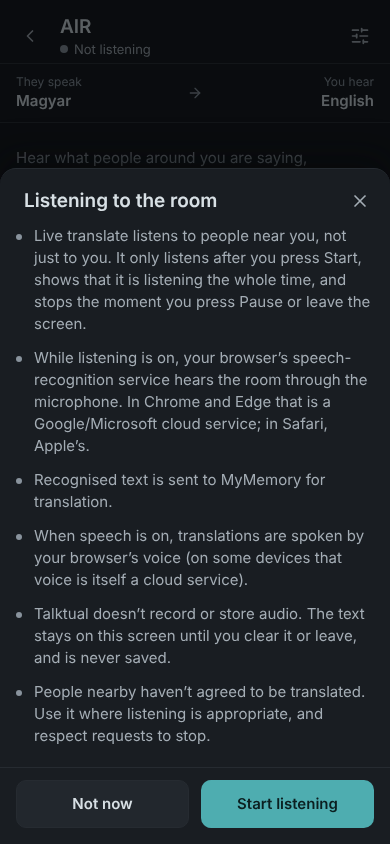 AIR
Not listening
They speak
You hear
Magyar
→
English
Hear what people around you are saying,
Listening to the room
• Live translate listens to people near you, not
just to you. It only listens after you press Start,
shows that it is listening the whole time, and
stops the moment you press Pause or leave the
screen.
• While listening is on, your browser’s speech-
recognition service hears the room through the
microphone. In Chrome and Edge that is a
Google/Microsoft cloud service; in Safari,
Apple’s.
• Recognised text is sent to MyMemory for
translation.
• When speech is on, translations are spoken by
your browser’s voice (on some devices that
voice is itself a cloud service).
• Talktual doesn’t record or store audio. The text
stays on this screen until you clear it or leave,
and is never saved.
• People nearby haven’t agreed to be translated.
Use it where listening is appropriate, and
respect requests to stop.
Not now
Start listening